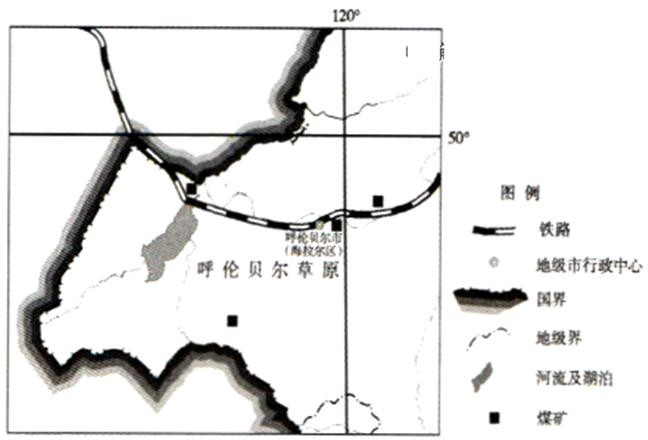 120°
50°
呼伦贝尔市
(海拉尔区)
呼伦贝尔草原
图例
铁路
地级市行政中心
国界
地级界
河流及湖泊
煤矿